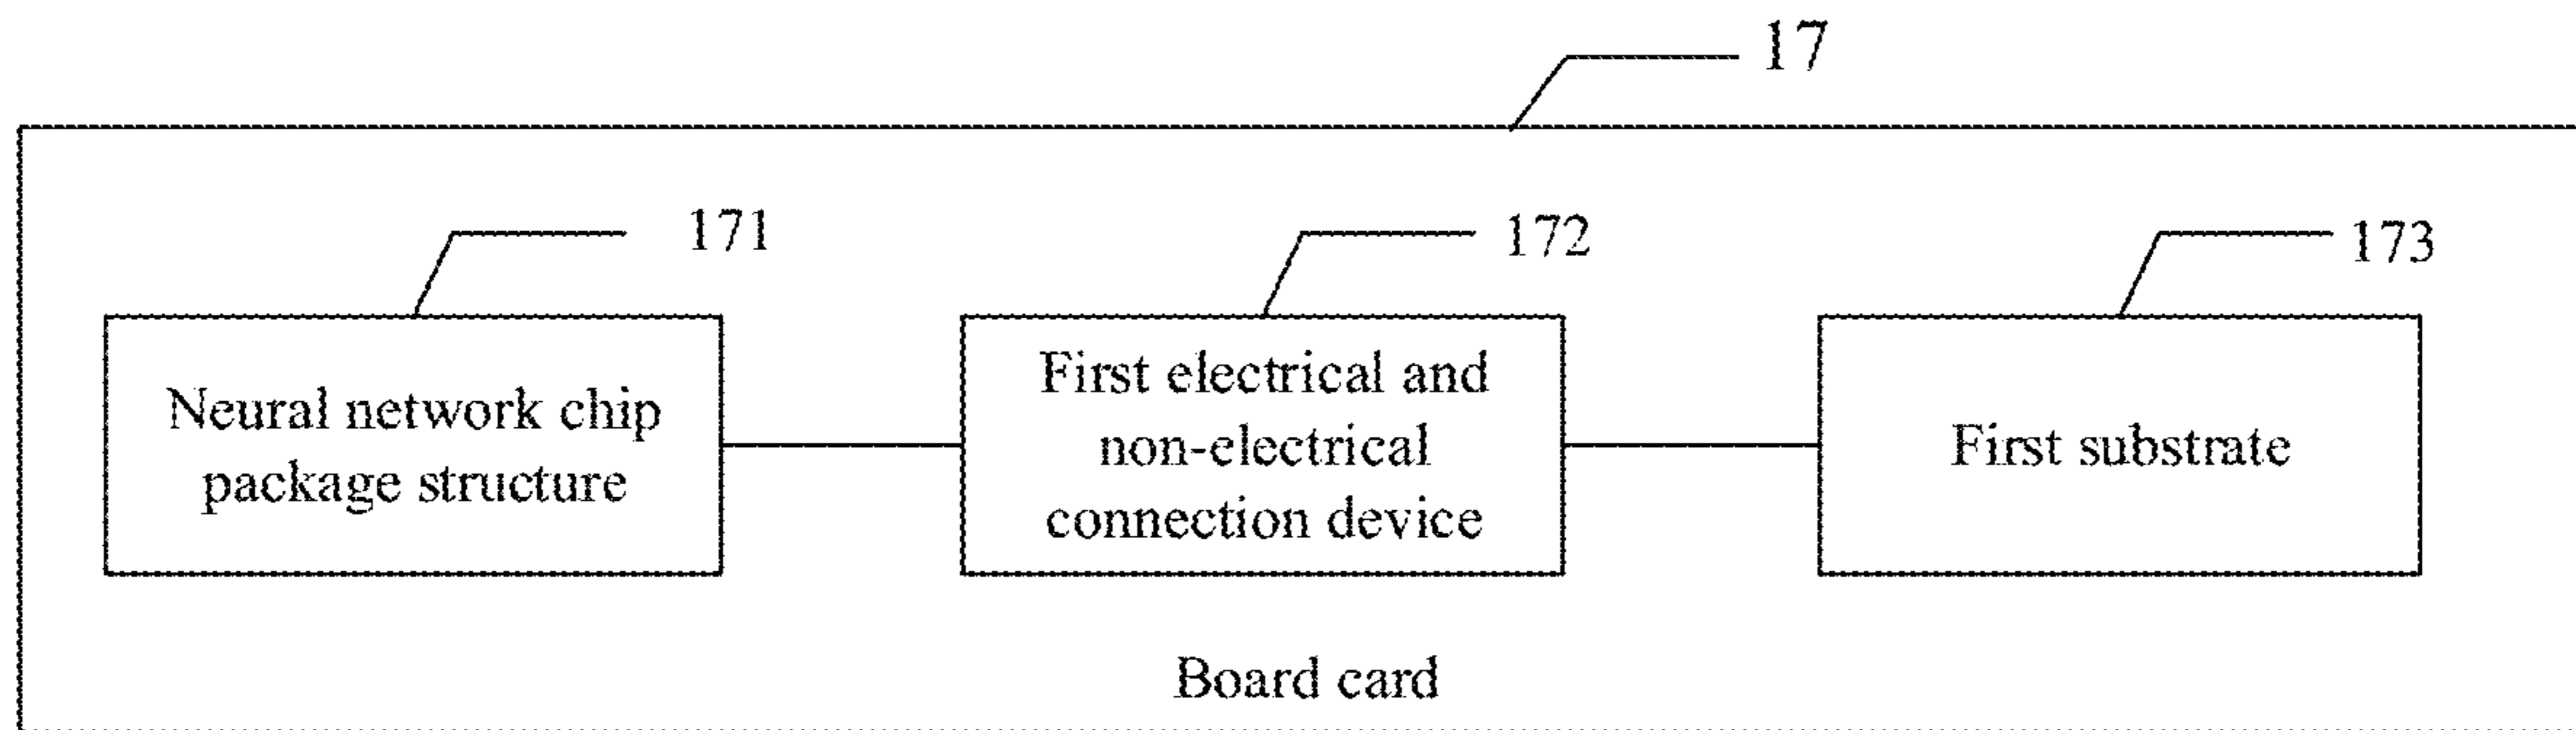 17
171
172
173
Neural network chip
package structure
First electrical and
non-electrical
connection device
First substrate
Board card